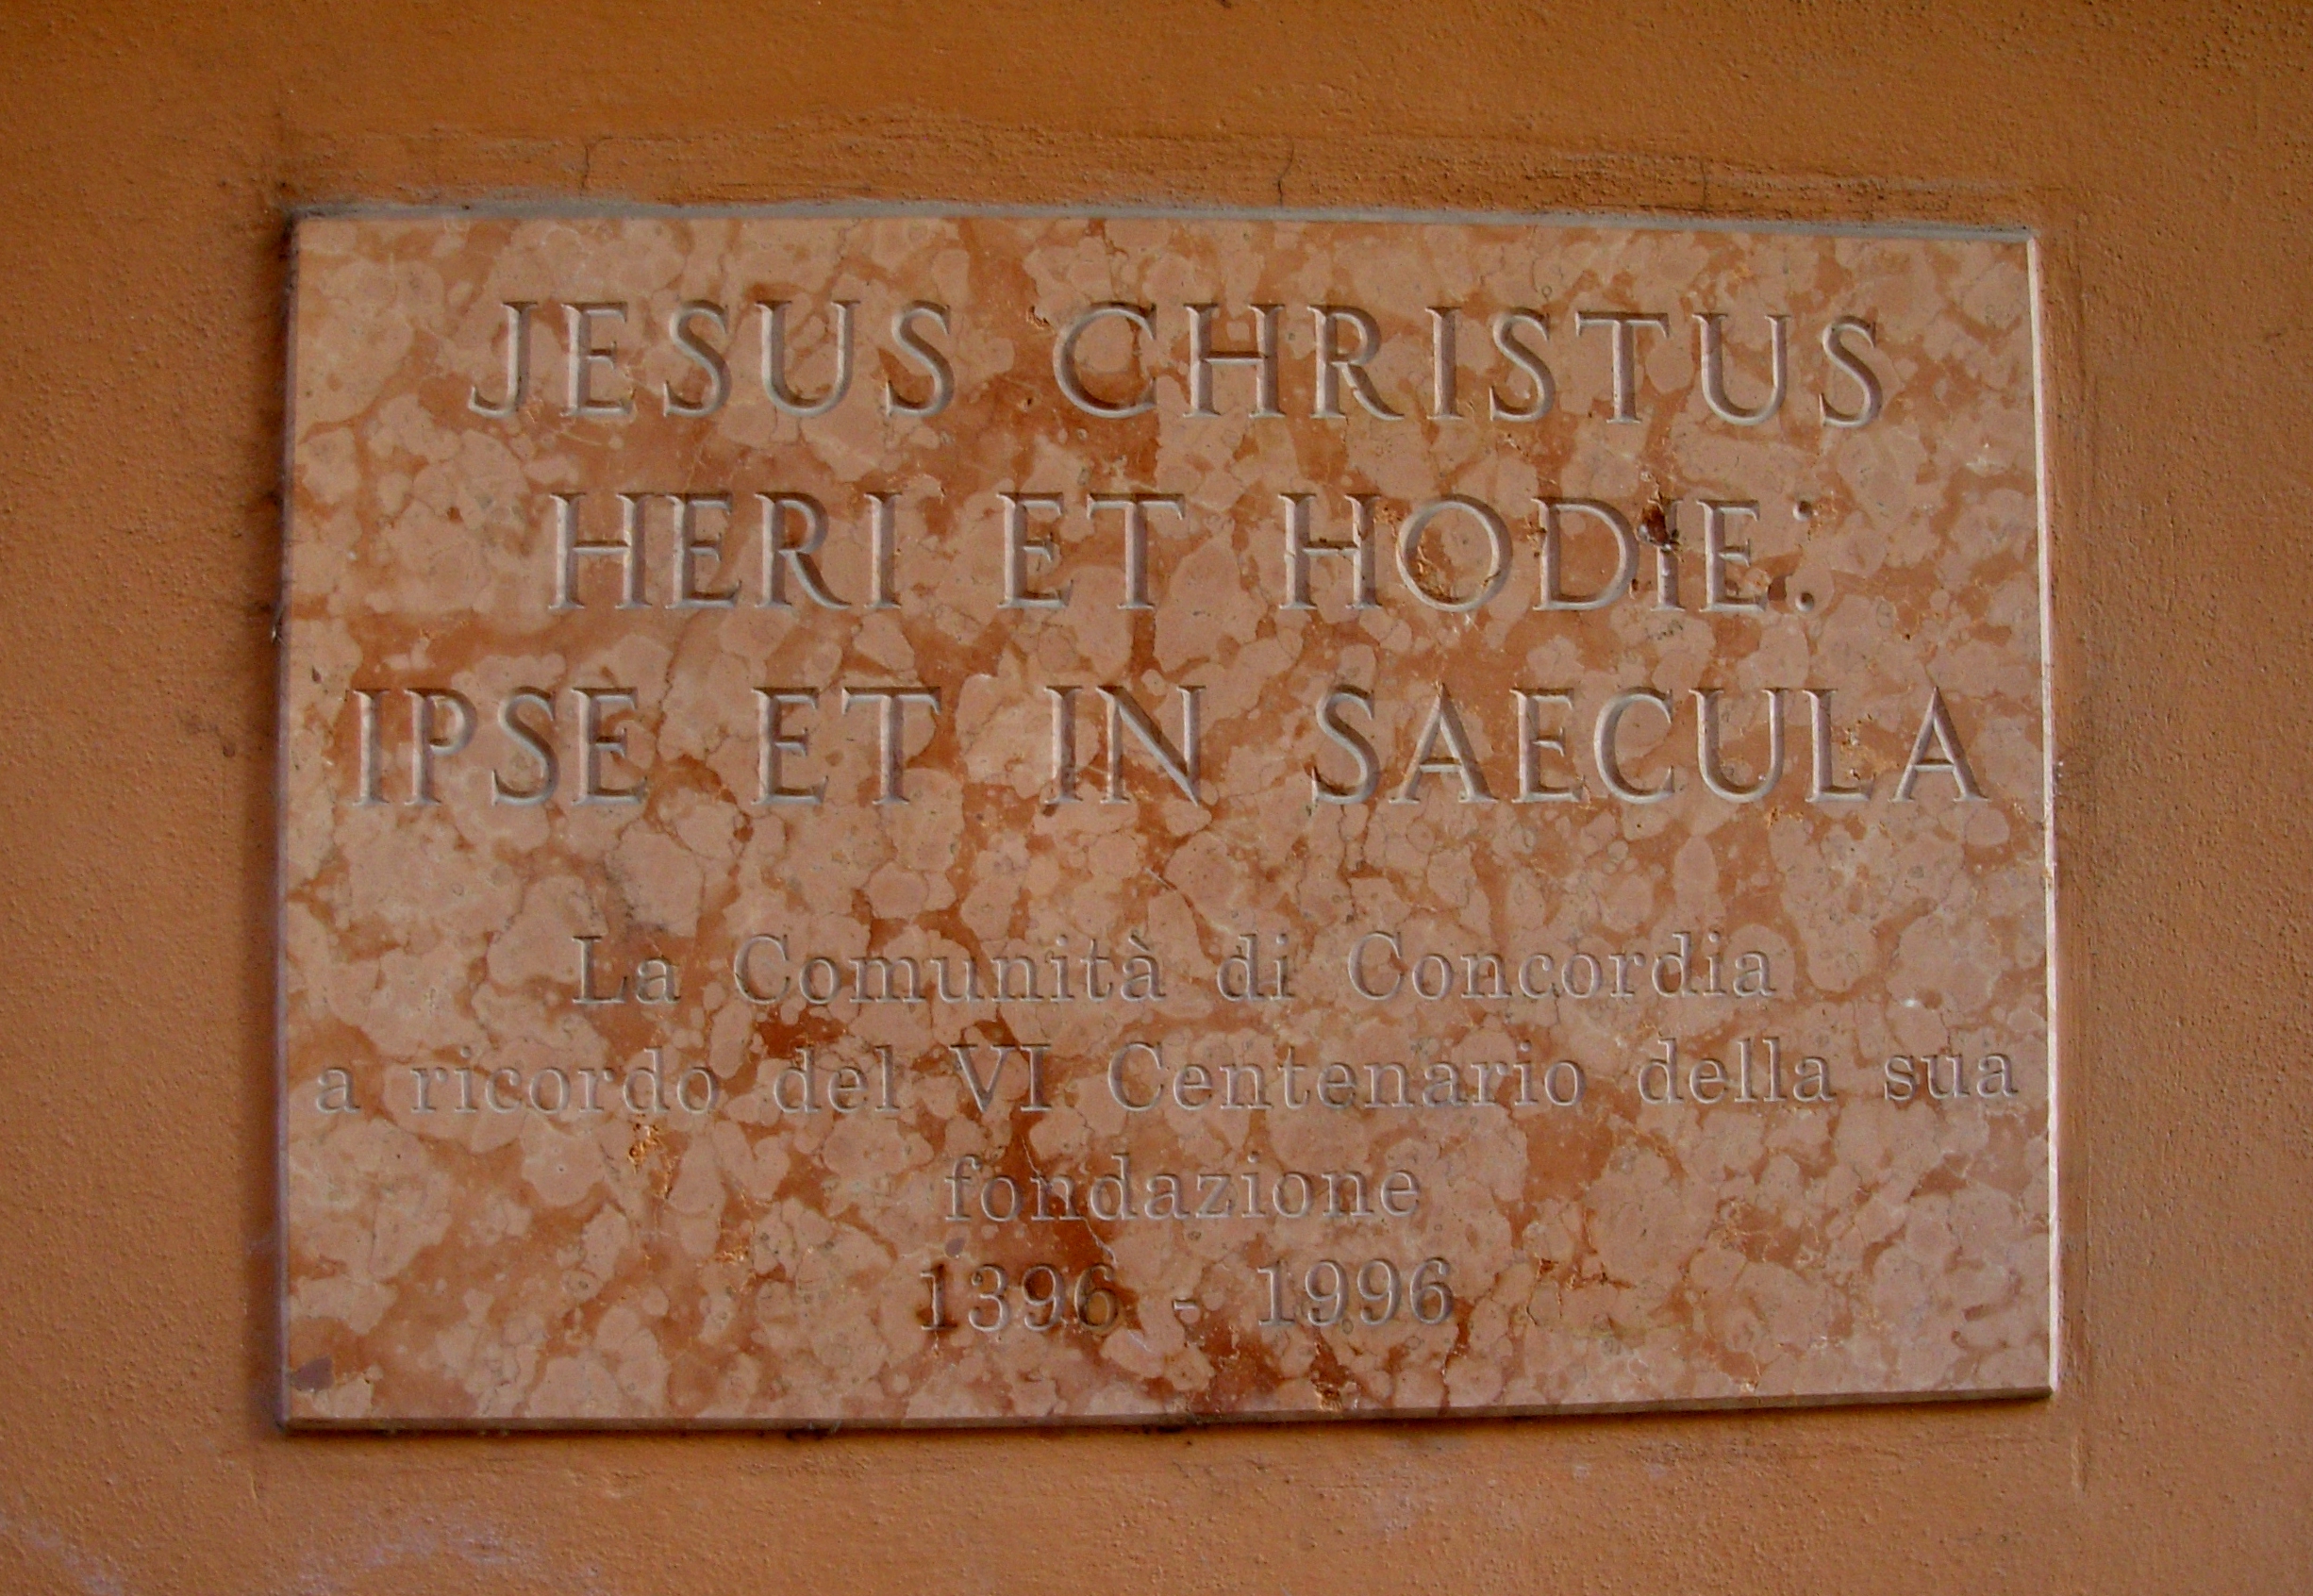 JESUS CHRISTUS
HERI ET HODIE:
IPSE ET IN SAECULA
La Comunità di Concordia
a ricordo del VI Centenario della sua
fondazione
1396 - 1996